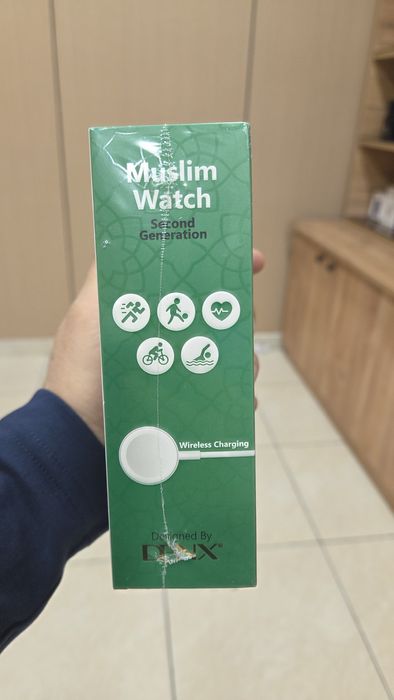 Muslim
Watch
Second
Generation
Wireless Charging
Designed By